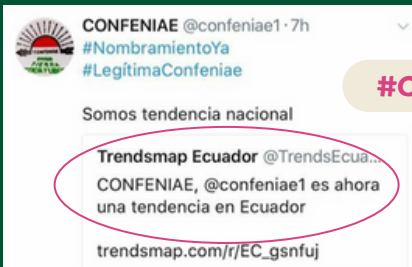 CONFENIAE @confeniae1 · 7h
#NombramientoYa
#LegítimaConfeniae
#C
Somos tendencia nacional
Trendsmap Ecuador @TrendsEcua...
CONFENIAE, @confeniae1 es ahora
una tendencia en Ecuador
trendsmap.com/r/EC_gsnfuj